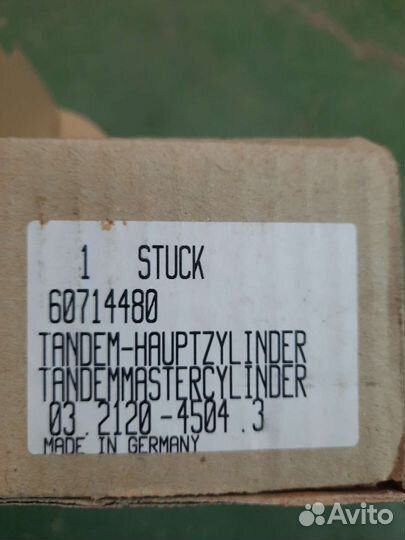 1 STUCK
60714480
TANDEM-HAUPTZYLINDER
TANDEMMASTERCYLINDER
03.2120-4504.3
MADE IN GERMANY
Avito